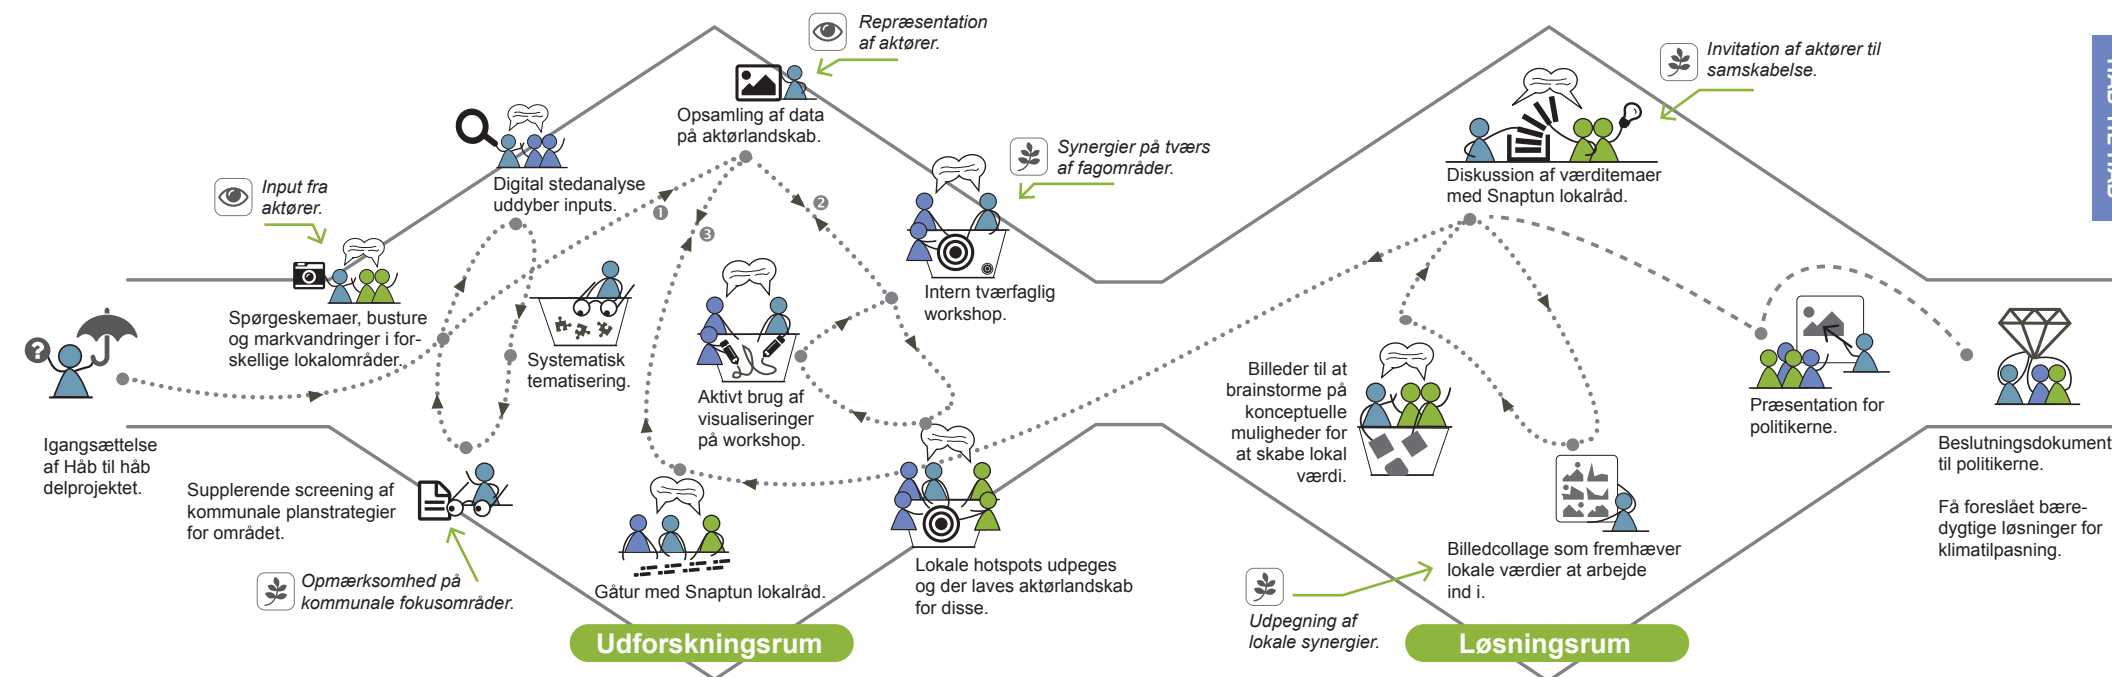 Repræsentation
af aktører.
Invitation af aktører til
samskabelse.
HÅB TIL HÅB
Opsamling af data
på aktørlandskab.
Synergier på tværs
af fagområder.
Input fra
aktører.
Digital stedanalyse
uddyber inputs.
Diskussion af værditemaer
med Snaptun lokalråd.
1
2
3
Intern tværfaglig
workshop.
Spørgeskemaer, busture
og markvandringer i for-
skellige lokalområder.
?
Systematisk
tematisering.
Aktivt brug af
visualiseringer
på workshop.
Billeder til at
brainstorme på
konceptuelle
muligheder for
at skabe lokal
værdi.
Præsentation for
politikerne.
Igangsættelse
af Håb til håb
delprojektet.
Beslutningsdokument
til politikerne.
Få foreslået bære-
dygtige løsninger for
klimatilpasning.
Supplerende screening af
kommunale planstrategier
for området.
Opmærksomhed på
kommunale fokusområder.
Gåtur med Snaptun lokalråd.
Lokale hotspots udpeges
og der laves aktørlandskab
for disse.
Billedcollage som fremhæver
lokale værdier at arbejde
ind i.
Udpegning af
lokale synergier.
Udforskningsrum
Løsningsrum